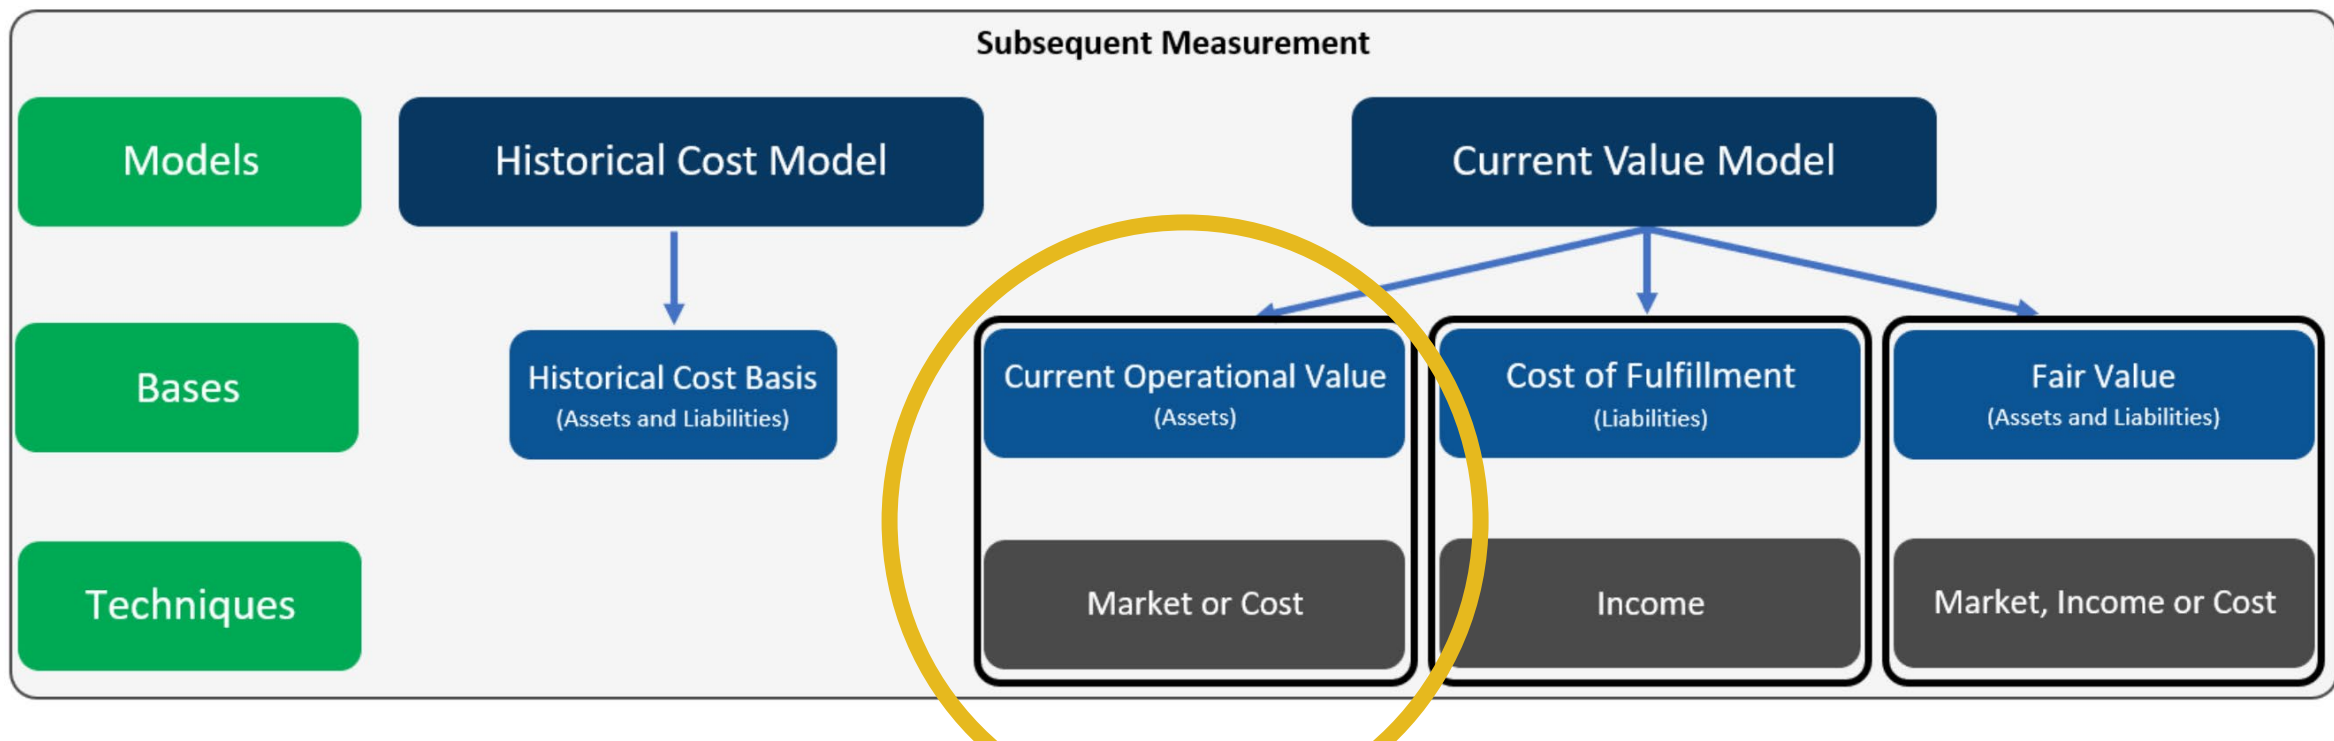 Subsequent Measurement
Models
Historical Cost Model
Current Value Model
Bases
Historical Cost Basis
(Assets and Liabilities)
Current Operational Value
(Assets)
Cost of Fulfillment
(Liabilities)
Fair Value
(Assets and Liabilities)
Techniques
Market or Cost
Income
Market, Income or Cost